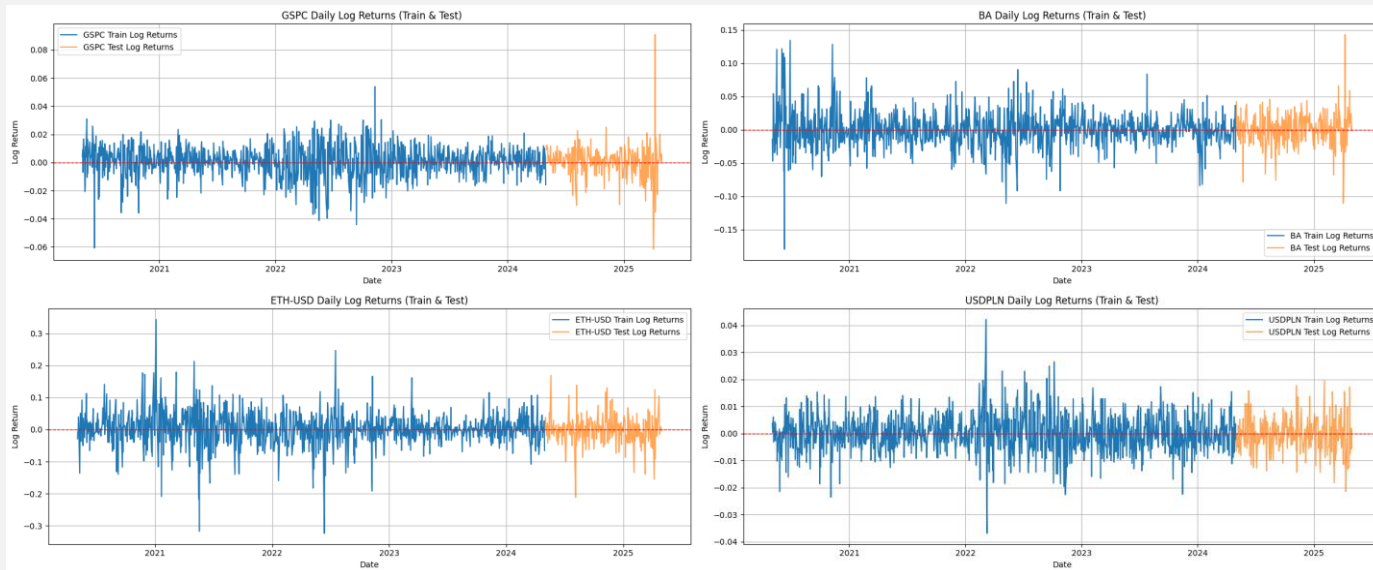 GSPC Daily Log Returns (Train & Test)
GSPC Train Log Returns
GSPC Test Log Returns
0.08
0.06
0.04
0.02
0.00
−0.02
−0.04
−0.06
Log Return
2021
2022
2023
2024
2025
Date
BA Daily Log Returns (Train & Test)
0.15
0.10
0.05
0.00
−0.05
−0.10
−0.15
Log Return
BA Train Log Returns
BA Test Log Returns
2021
2022
2023
2024
2025
Date
ETH-USD Daily Log Returns (Train & Test)
ETH-USD Train Log Returns
ETH-USD Test Log Returns
0.3
0.2
0.1
0.0
−0.1
−0.2
−0.3
Log Return
2021
2022
2023
2024
2025
Date
USDPLN Daily Log Returns (Train & Test)
USDPLN Train Log Returns
USDPLN Test Log Returns
0.04
0.03
0.02
0.01
0.00
−0.01
−0.02
−0.03
−0.04
Log Return
2021
2022
2023
2024
2025
Date